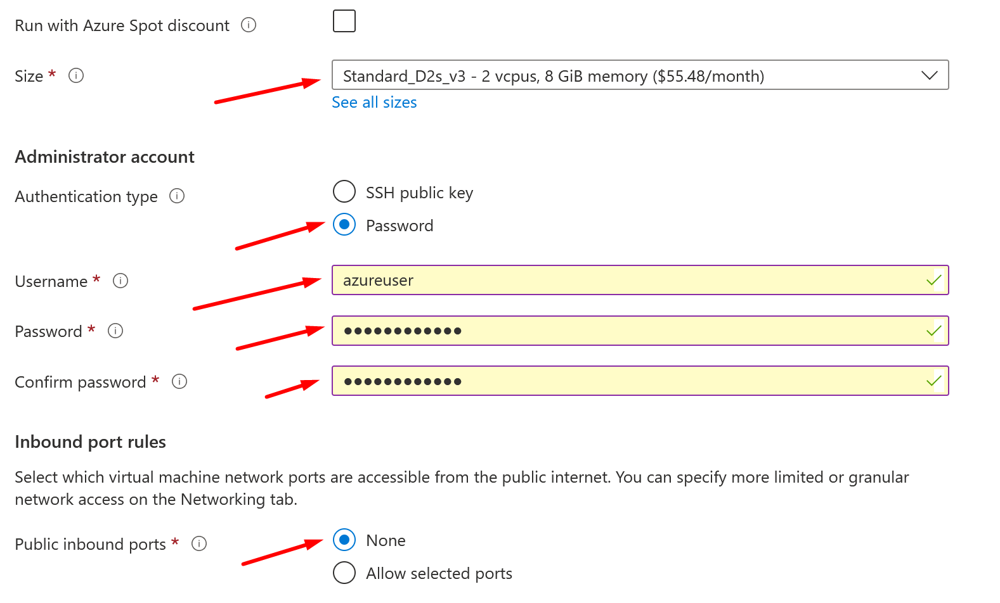 Run with Azure Spot discount
Size *
Standard_D2s_v3 - 2 vcpus, 8 GiB memory ($55.48/month)
See all sizes
Administrator account
Authentication type
SSH public key
Password
Username *
azureuser
Password *
●●●●●●●●●●●●
Confirm password *
●●●●●●●●●●●●
Inbound port rules
Select which virtual machine network ports are accessible from the public internet. You can specify more limited or granular
network access on the Networking tab.
Public inbound ports *
None
Allow selected ports